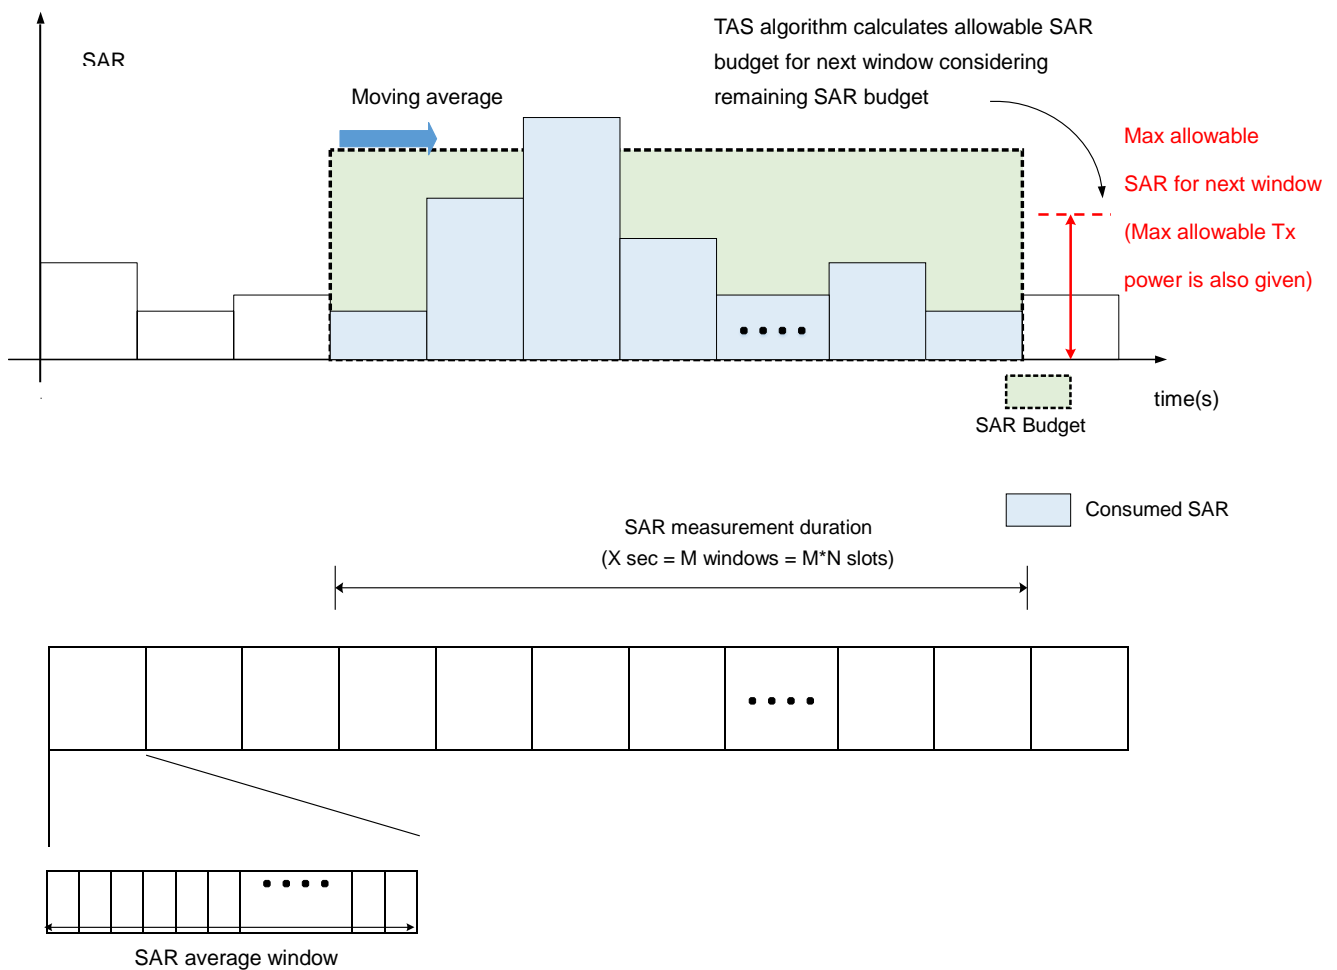 SAR
TAS algorithm calculates allowable SAR
budget for next window considering
remaining SAR budget
Moving average
Max allowable
SAR for next window
(Max allowable Tx
power is also given)
time(s)
SAR Budget
Consumed SAR
SAR measurement duration
(X sec = M windows = M*N slots)
SAR average window